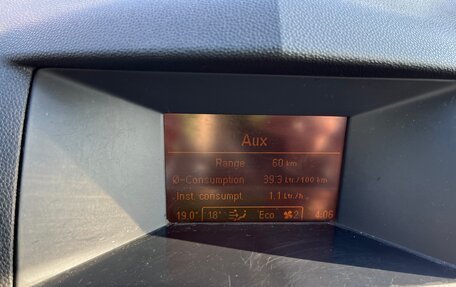 Aux
Range 60 km
Ø-Consumption 39.3 Ltr./100 km
Inst. consumpt. 1.1 Ltr./h
19.0° 18° Eco 2 4:06